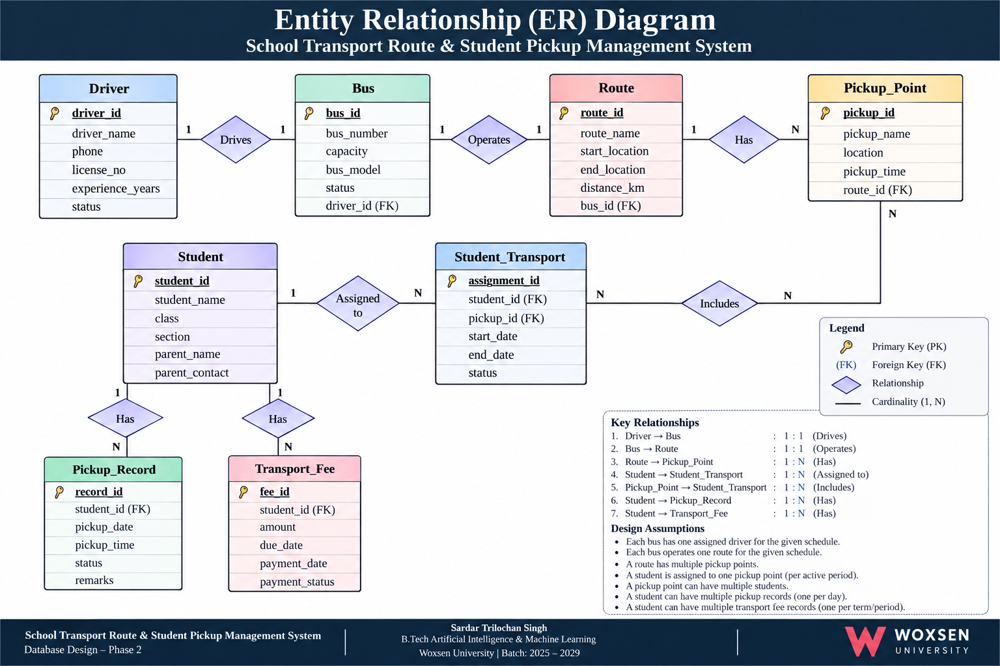 Entity Relationship (ER) Diagram
School Transport Route & Student Pickup Management System
Driver
driver_id
driver_name
phone
license_no
experience_years
status
1
Drives
1
Bus
bus_id
bus_number
capacity
bus_model
status
driver_id (FK)
1
Operates
1
Route
route_id
route_name
start_location
end_location
distance_km
bus_id (FK)
1
Has
N
Pickup_Point
pickup_id
pickup_name
location
pickup_time
route_id (FK)
N
Student
student_id
student_name
class
section
parent_name
parent_contact
1
Assigned
to
N
Student_Transport
assignment_id
student_id (FK)
pickup_id (FK)
start_date
end_date
status
N
Includes
N
1
Has
N
1
Has
N
Pickup_Record
record_id
student_id (FK)
pickup_date
pickup_time
status
remarks
Transport_Fee
fee_id
student_id (FK)
amount
due_date
payment_date
payment_status
Legend
Primary Key (PK)
(FK) Foreign Key (FK)
Relationship
Cardinality (1, N)
Key Relationships
1. Driver → Bus : 1 : 1 (Drives)
2. Bus → Route : 1 : 1 (Operates)
3. Route → Pickup_Point : 1 : N (Has)
4. Student → Student_Transport : 1 : N (Assigned to)
5. Pickup_Point → Student_Transport : 1 : N (Includes)
6. Student → Pickup_Record : 1 : N (Has)
7. Student → Transport_Fee : 1 : N (Has)
Design Assumptions
• Each bus has one assigned driver for the given schedule.
• Each bus operates one route for the given schedule.
• A route has multiple pickup points.
• A student is assigned to one pickup point (per active period).
• A pickup point can have multiple students.
• A student can have multiple pickup records (one per day).
• A student can have multiple transport fee records (one per term/period).
School Transport Route & Student Pickup Management System
Database Design – Phase 2
Sardar Trilochan Singh
B.Tech Artificial Intelligence & Machine Learning
Woxsen University | Batch: 2025 – 2029
WOXSEN
UNIVERSITY